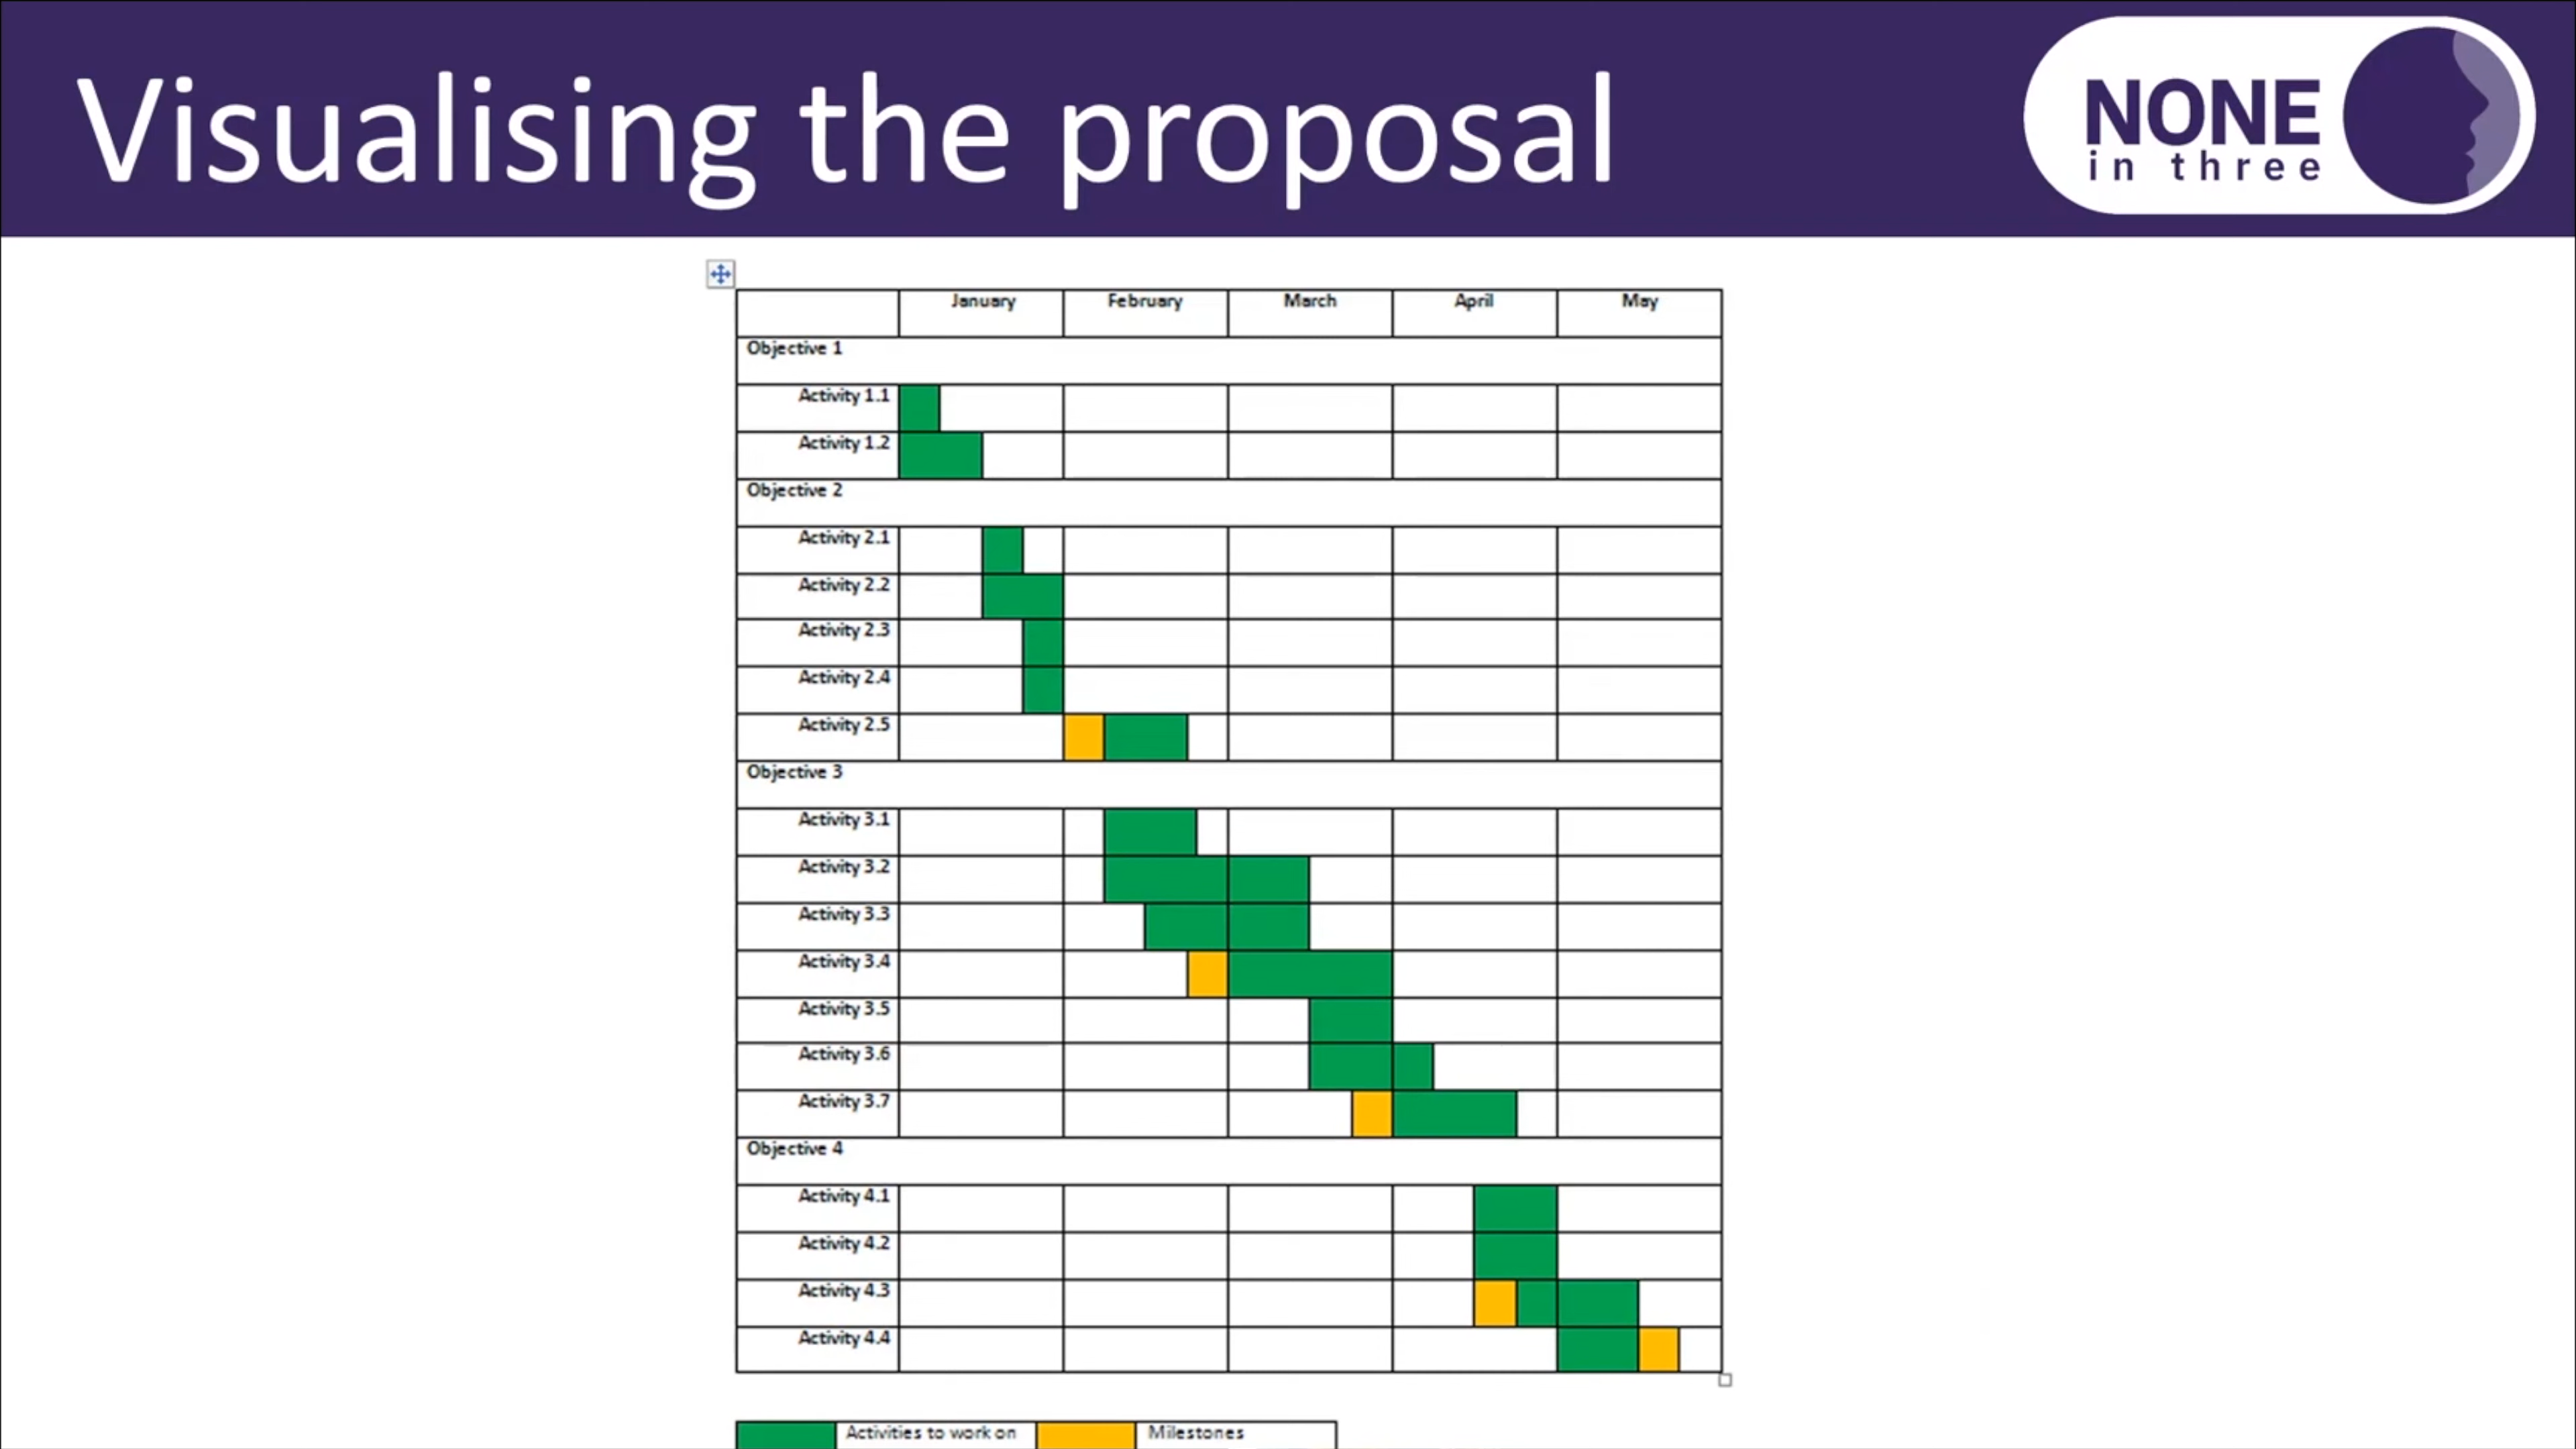 Visualising the proposal
NONE
in three
January February March April May
Objective 1
Activity 1.1
Activity 1.2
Objective 2
Activity 2.1
Activity 2.2
Activity 2.3
Activity 2.4
Activity 2.5
Objective 3
Activity 3.1
Activity 3.2
Activity 3.3
Activity 3.4
Activity 3.5
Activity 3.6
Activity 3.7
Objective 4
Activity 4.1
Activity 4.2
Activity 4.3
Activity 4.4
Activities to work on Milestones